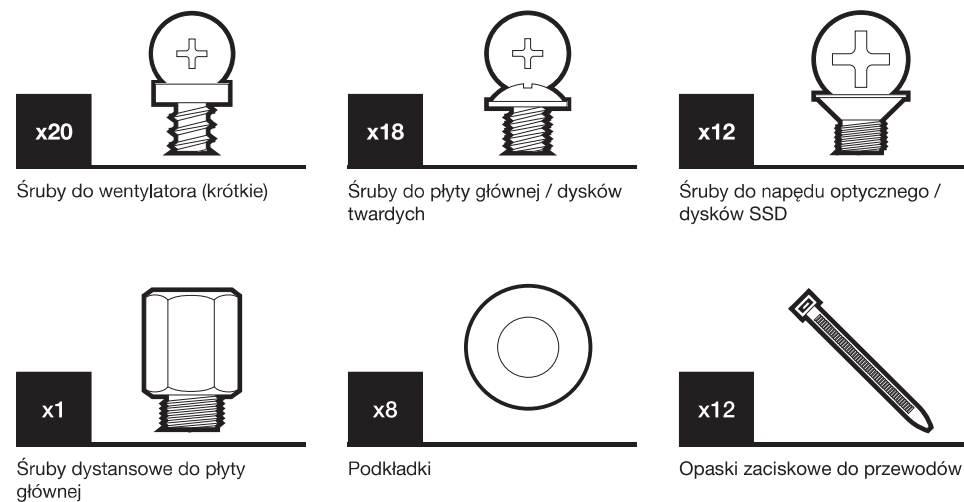 x20
Śruby do wentylatora (krótkie)
x18
Śruby do płyty głównej / dysków
twardych
x12
Śruby do napędu optycznego /
dysków SSD
x1
Śruby dystansowe do płyty
głównej
x8
Podkładki
x12
Opaski zaciskowe do przewodów